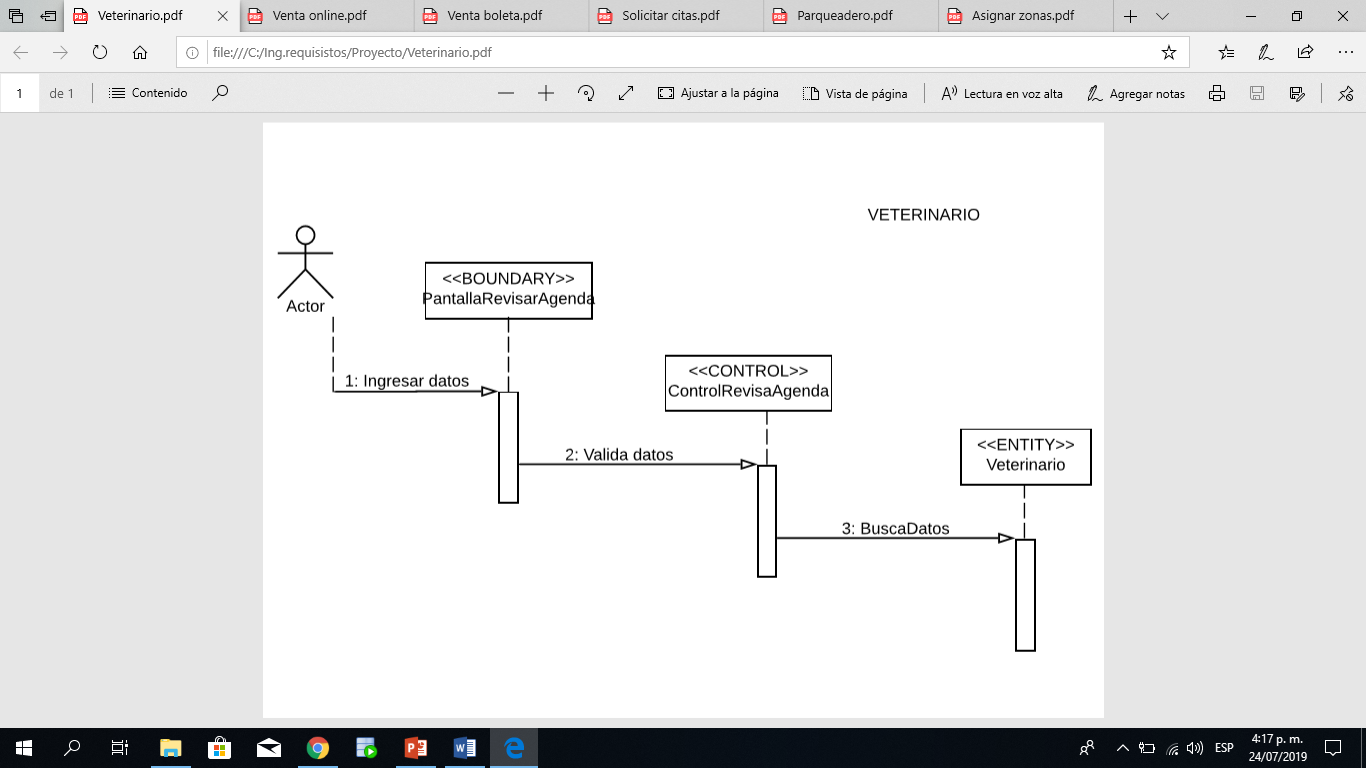 Veterinario.pdf
Venta online.pdf
Venta boleta.pdf
Solicitar citas.pdf
Parqueadero.pdf
Asignar zonas.pdf
file:///C:/Ing.requisistos/Proyecto/Veterinario.pdf
1 de 1
Contenido
Ajustar a la página
Vista de página
Lectura en voz alta
Agregar notas
VETERINARIO
Actor
<<BOUNDARY>>
PantallaRevisarAgenda
1: Ingresar datos
<<CONTROL>>
ControlRevisaAgenda
2: Valida datos
<<ENTITY>>
Veterinario
3: BuscaDatos
ESP
4:17 p. m.
24/07/2019